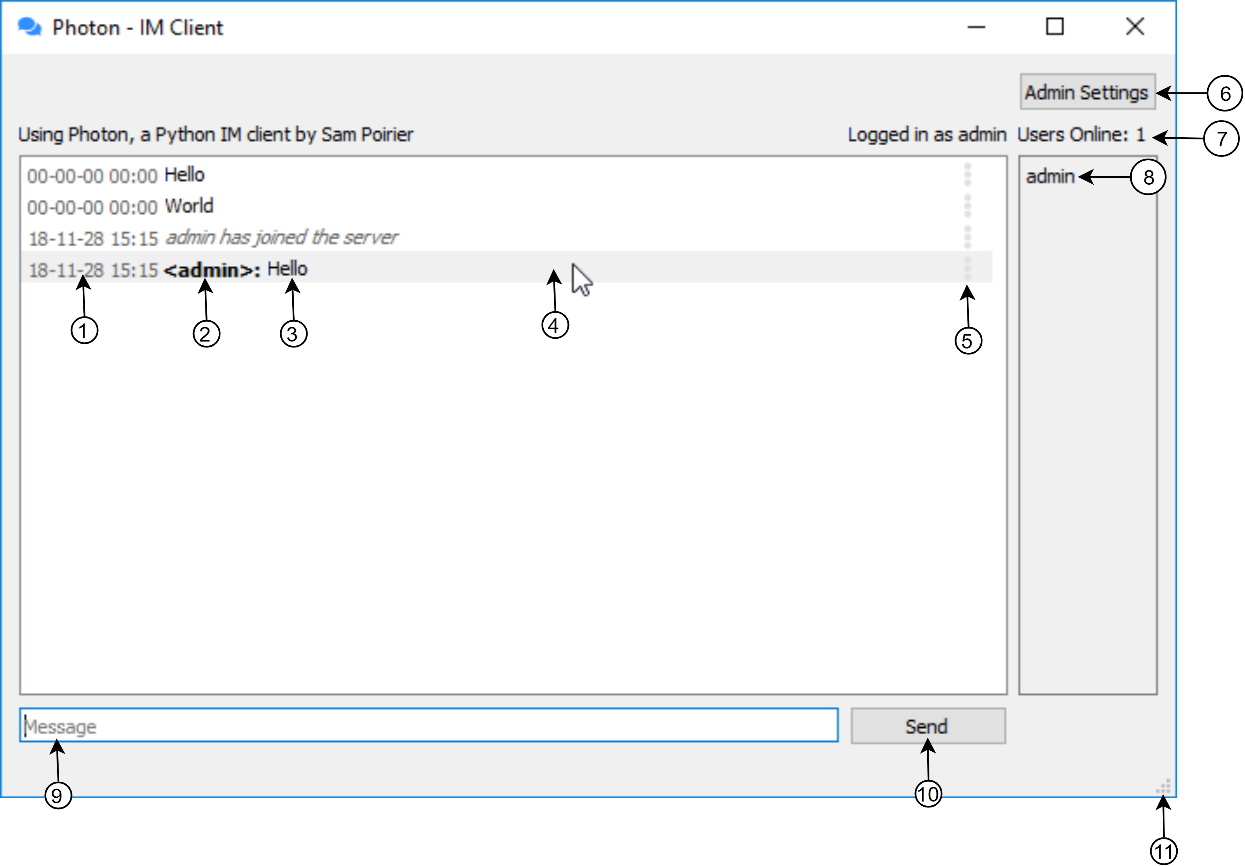 Photon - IM Client
Admin Settings
6
Using Photon, a Python IM client by Sam Poirier
Logged in as admin
Users Online: 1
7
00-00-00 00:00 Hello
admin
8
00-00-00 00:00 World
18-11-28 15:15 admin has joined the server
18-11-28 15:15 <admin>: Hello
1
2
3
4
5
Message
Send
9
10
11